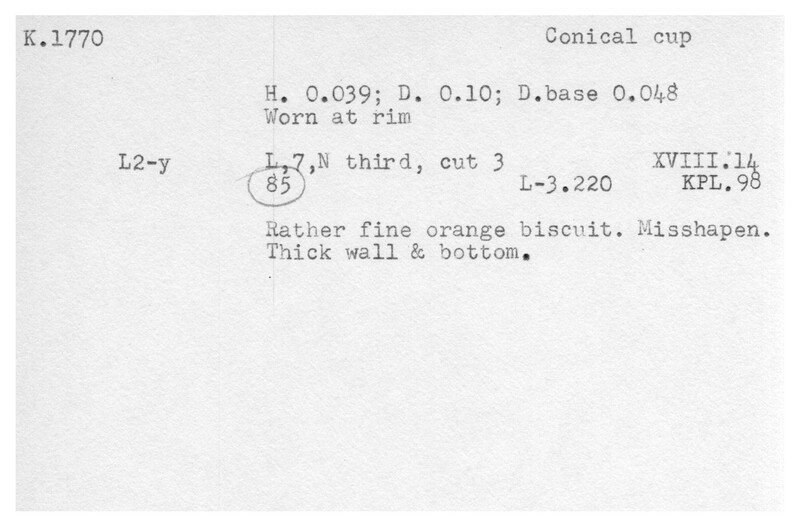 K.1770 Conical cup
H. 0.039; D. 0.10; D.base 0.048
Worn at rim
L2-y L,7,N third, cut 3 XVIII.14
85 L-3.220 KPL.98
Rather fine orange biscuit. Misshapen.
Thick wall & bottom.